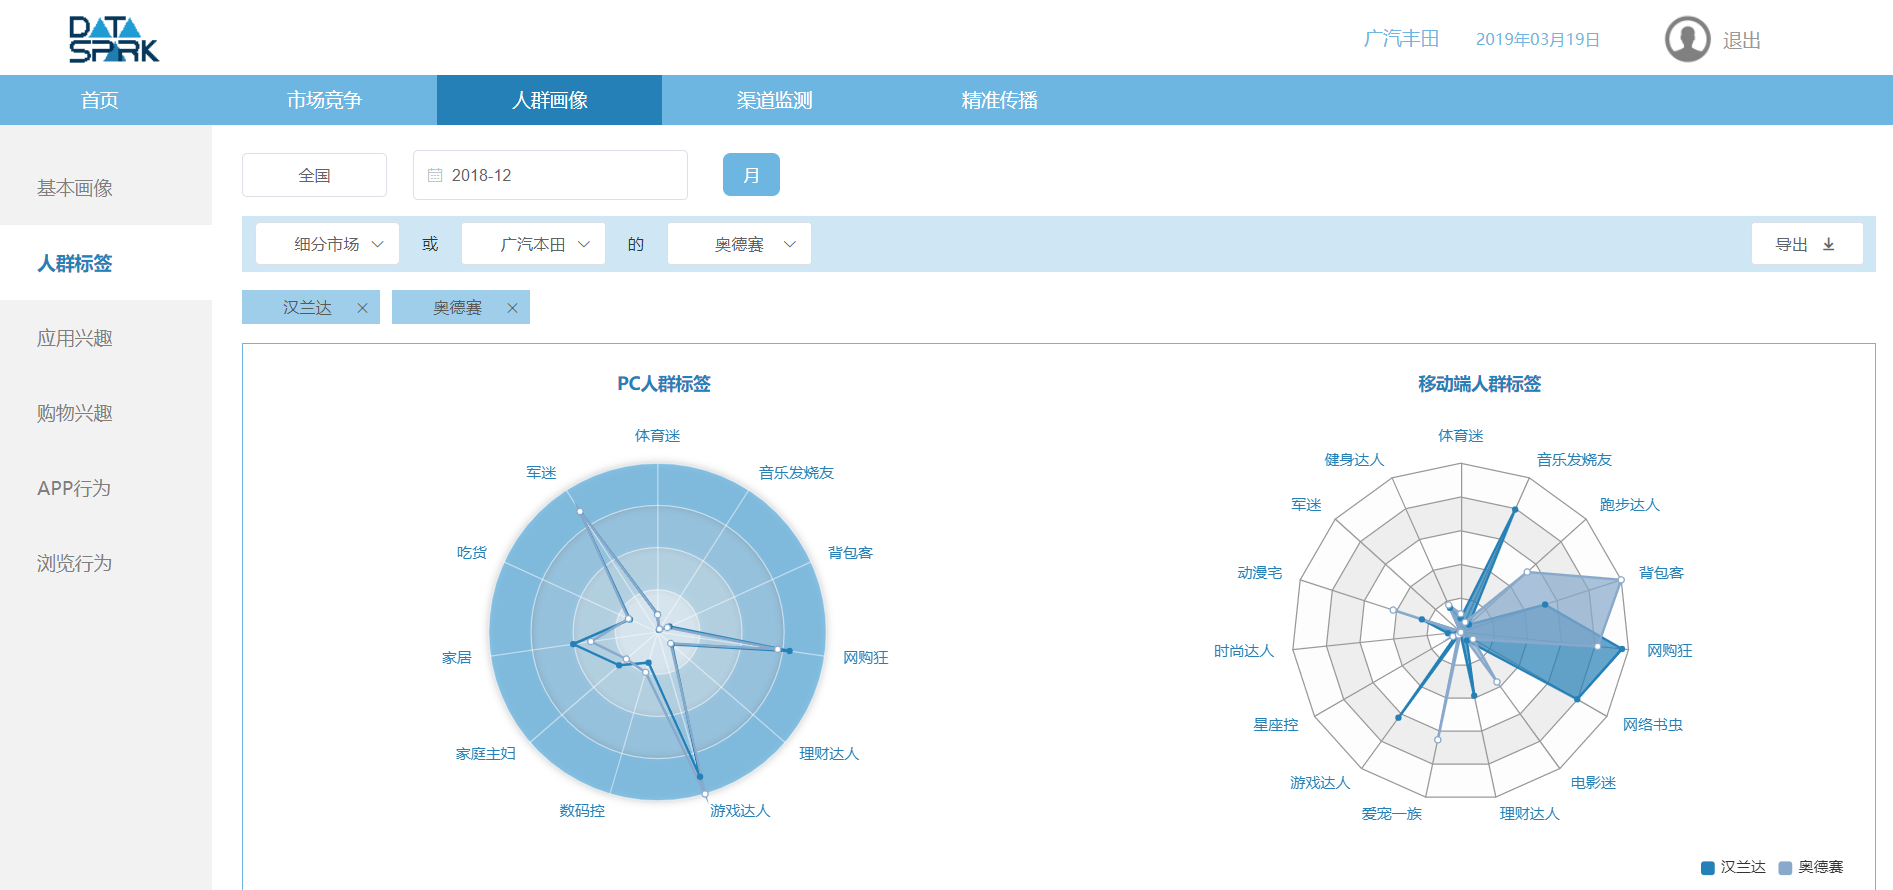 DATA
SPARK
广汽丰田 2019年03月19日 退出
首页 市场竞争 人群画像 渠道监测 精准传播
基本画像
人群标签
应用兴趣
购物兴趣
APP行为
浏览行为
全国 2018-12 月
细分市场 或 广汽本田 的 奥德赛 导出
汉兰达 奥德赛
PC人群标签
体育迷
军迷 音乐发烧友
吃货 背包客
家居 网购狂
家庭主妇 理财达人
数码控 游戏达人
移动端人群标签
体育迷
健身达人 音乐发烧友
军迷 跑步达人
动漫宅 背包客
时尚达人 网购狂
星座控 网络书虫
游戏达人 电影迷
爱宠一族 理财达人
汉兰达 奥德赛